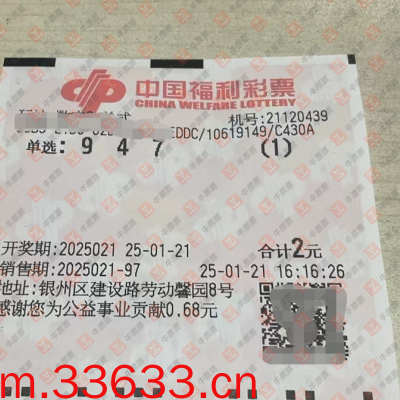 中国福利彩票
CHINA WELFARE LOTTERY
机号:21120439
EDDC/10619149/C430A
单选: 9 4 7 (1)
开奖期:2025021 25-01-21 合计2元
销售期:2025021-97 25-01-21 16:16:26
地址:银州区建设路劳动馨园8号
感谢您为公益事业贡献0.68元
m.33633.cn